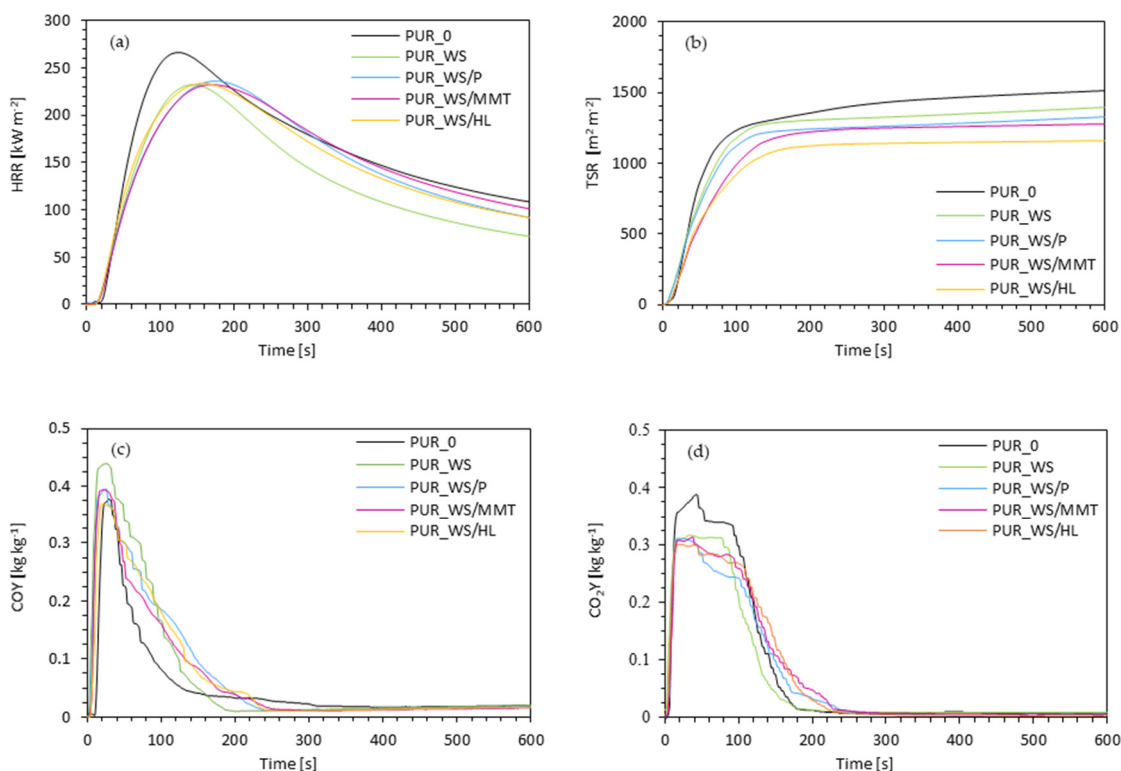 (a)
HRR [kW m⁻²]
300
250
200
150
100
50
0
0 100 200 300 400 500 600
Time [s]
PUR_0
PUR_WS
PUR_WS/P
PUR_WS/MMT
PUR_WS/HL
(b)
TSR [m² m⁻²]
2000
1500
1000
500
0
0 100 200 300 400 500 600
Time [s]
PUR_0
PUR_WS
PUR_WS/P
PUR_WS/MMT
PUR_WS/HL
(c)
COY [kg kg⁻¹]
0.5
0.4
0.3
0.2
0.1
0
0 100 200 300 400 500 600
Time [s]
PUR_0
PUR_WS
PUR_WS/P
PUR_WS/MMT
PUR_WS/HL
(d)
CO₂Y [kg kg⁻¹]
0.5
0.4
0.3
0.2
0.1
0
0 100 200 300 400 500 600
Time [s]
PUR_0
PUR_WS
PUR_WS/P
PUR_WS/MMT
PUR_WS/HL